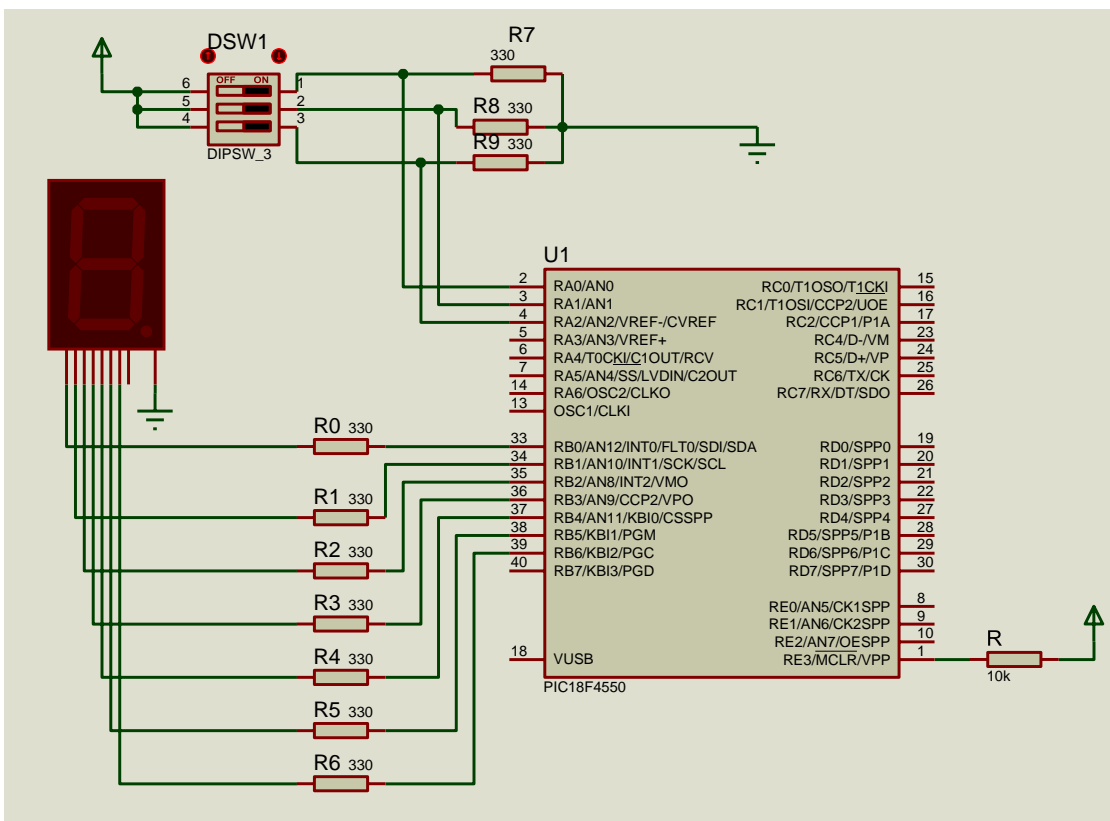 DSW1
OFF ON
6
5
4
1
2
3
DIPSW_3
R7
330
R8 330
R9 330
U1
2 RA0/AN0
3 RA1/AN1
4 RA2/AN2/VREF-/CVREF
5 RA3/AN3/VREF+
6 RA4/T0CKI/C1OUT/RCV
7 RA5/AN4/SS/LVDIN/C2OUT
14 RA6/OSC2/CLKO
13 OSC1/CLKI
33 RB0/AN12/INT0/FLT0/SDI/SDA
34 RB1/AN10/INT1/SCK/SCL
35 RB2/AN8/INT2/VMO
36 RB3/AN9/CCP2/VPO
37 RB4/AN11/KBI0/CSSPP
38 RB5/KBI1/PGM
39 RB6/KBI2/PGC
40 RB7/KBI3/PGD
18 VUSB
RC0/T1OSO/T1CKI 15
RC1/T1OSI/CCP2/UOE 16
RC2/CCP1/P1A 17
RC4/D-/VM 23
RC5/D+/VP 24
RC6/TX/CK 25
RC7/RX/DT/SDO 26
RD0/SPP0 19
RD1/SPP1 20
RD2/SPP2 21
RD3/SPP3 22
RD4/SPP4 27
RD5/SPP5/P1B 28
RD6/SPP6/P1C 29
RD7/SPP7/P1D 30
RE0/AN5/CK1SPP 8
RE1/AN6/CK2SPP 9
RE2/AN7/OESPP 10
RE3/MCLR/VPP 1
PIC18F4550
R
10k
R0 330
R1 330
R2 330
R3 330
R4 330
R5 330
R6 330